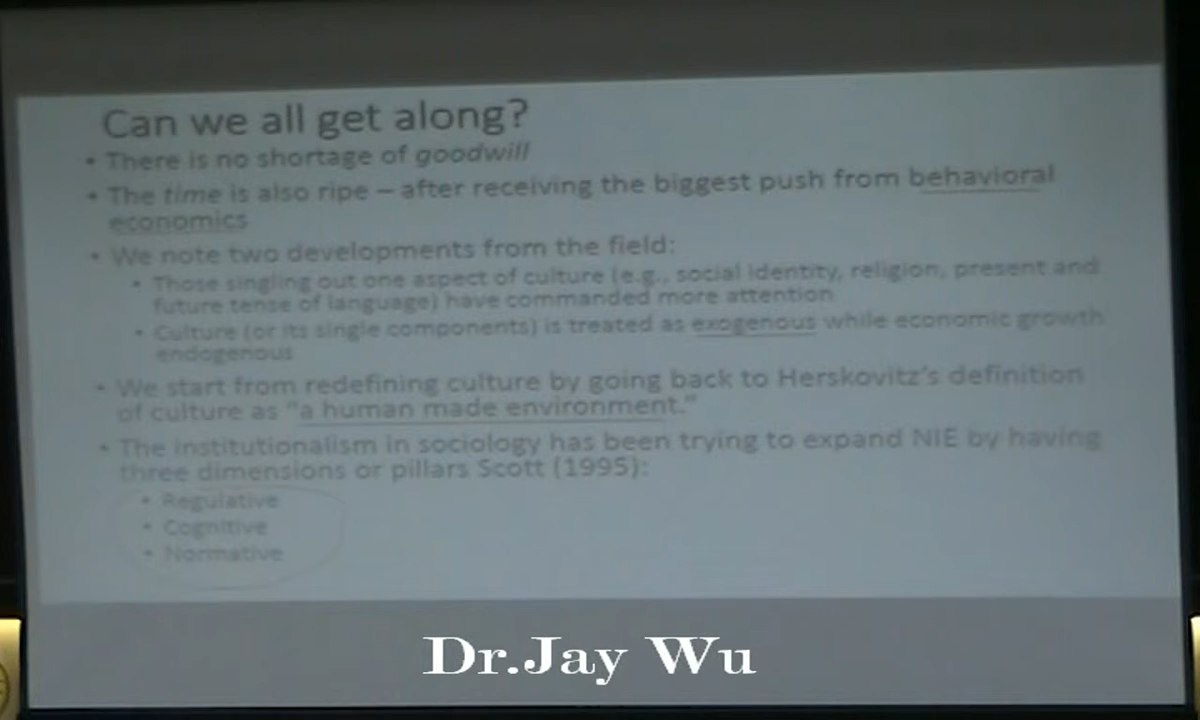 Can we all get along?
• There is no shortage of goodwill
• The time is also ripe – after receiving the biggest push from behavioral
economics
• We note two developments from the field:
• Those singling out one aspect of culture (e.g., social identity, religion, present and
future tense of language) have commanded more attention
• Culture (or its single components) is treated as exogenous while economic growth
endogenous
• We start from redefining culture by going back to Herskovitz's definition
of culture as "a human made environment."
• The institutionalism in sociology has been trying to expand NIE by having
three dimensions or pillars Scott (1995):
• Regulative
• Cognitive
• Normative
Dr.Jay Wu